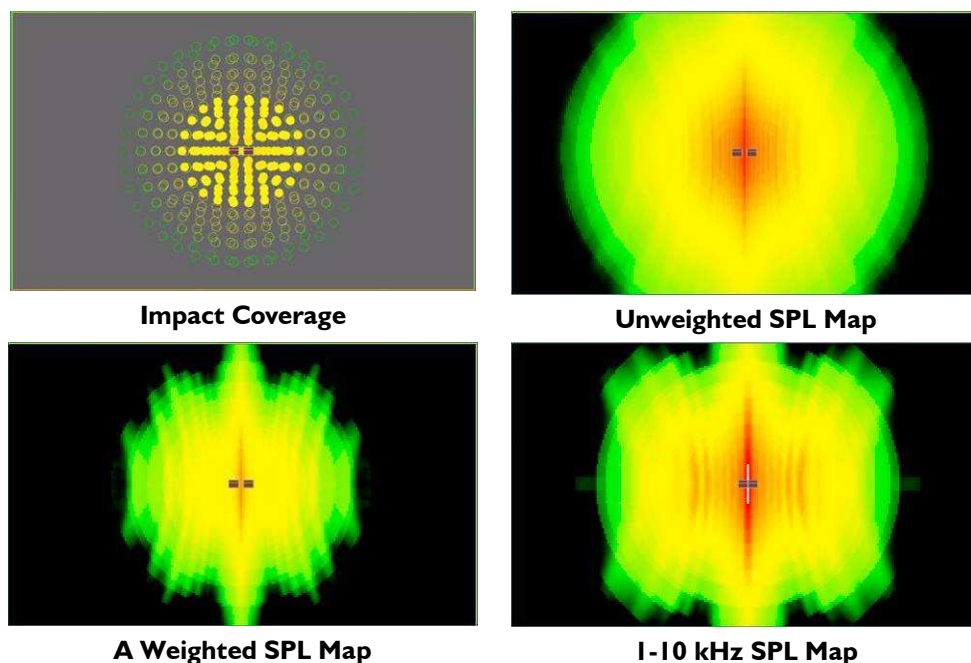 Impact Coverage
Unweighted SPL Map
A Weighted SPL Map
1-10 kHz SPL Map